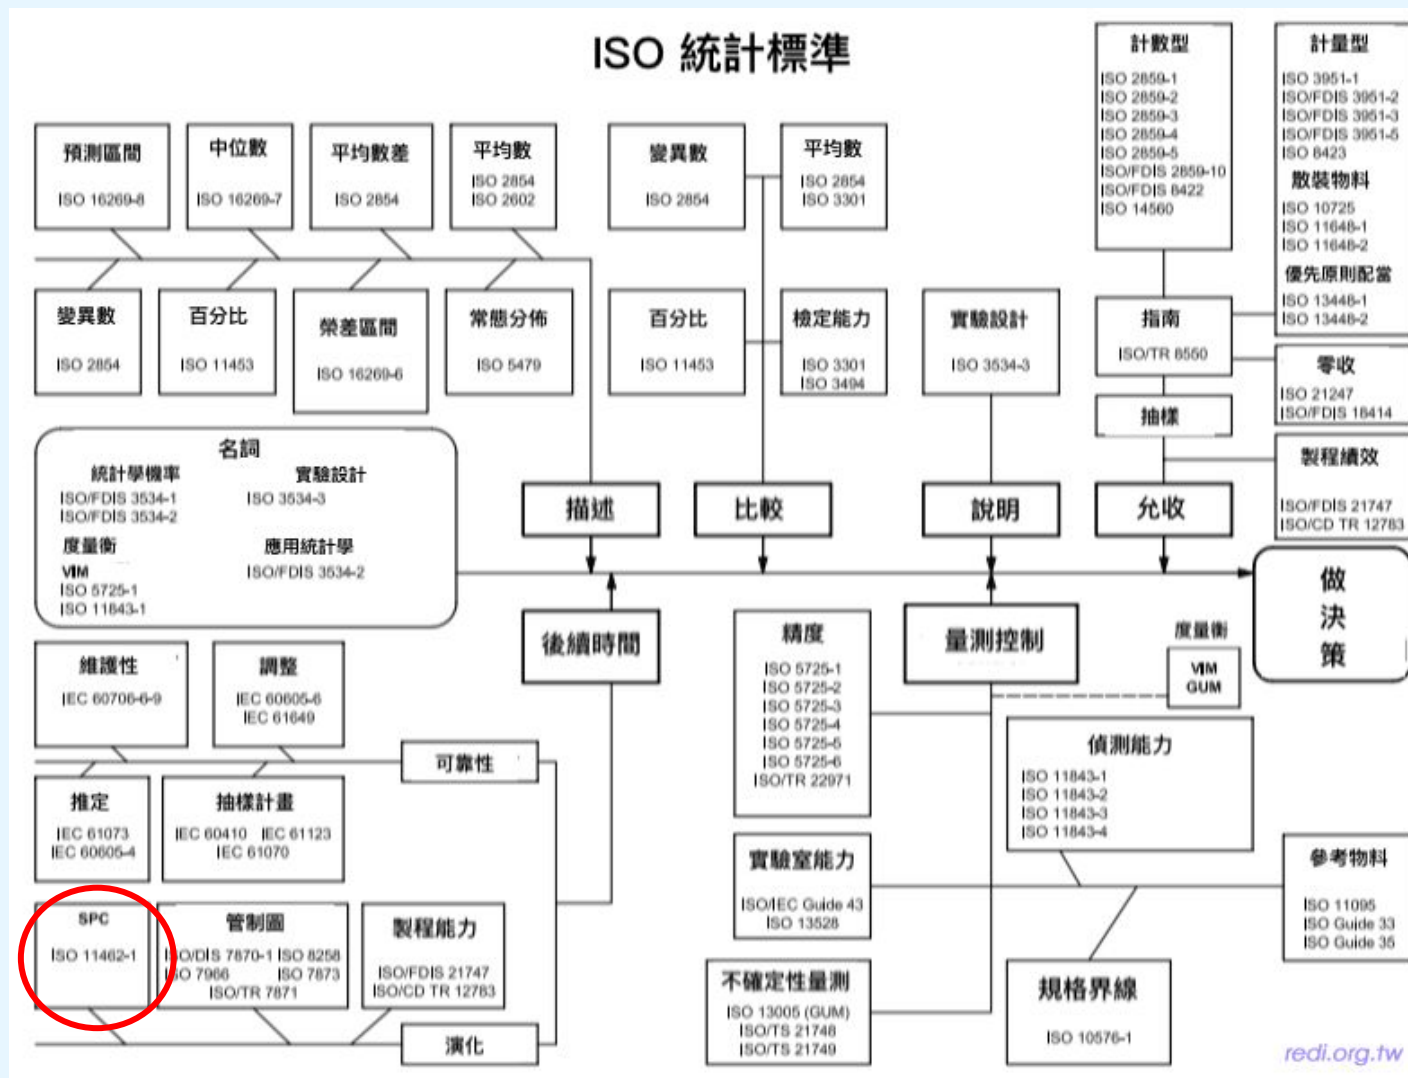 ISO 統計標準
計數型
ISO 2859-1
ISO 2859-2
ISO 2859-3
ISO 2859-4
ISO 2859-5
ISO/FDIS 2859-10
ISO/FDIS 8422
ISO 14560
計量型
ISO 3951-1
ISO/FDIS 3951-2
ISO/FDIS 3951-3
ISO/FDIS 3951-5
ISO 8423
散裝物料
ISO 10725
ISO 11648-1
ISO 11648-2
優先原則配當
ISO 13448-1
ISO 13448-2
預測區間
ISO 16269-8
中位數
ISO 16269-7
平均數差
ISO 2854
平均數
ISO 2854
ISO 2602
變異數
ISO 2854
平均數
ISO 2854
ISO 3301
變異數
ISO 2854
百分比
ISO 11453
榮差區間
ISO 16269-6
常態分佈
ISO 5479
百分比
ISO 11453
檢定能力
ISO 3301
ISO 3494
實驗設計
ISO 3534-3
指南
ISO/TR 8550
零收
ISO 21247
ISO/FDIS 18414
抽樣
製程績效
ISO/FDIS 21747
ISO/CD TR 12783
名詞
統計學機率
ISO/FDIS 3534-1
ISO/FDIS 3534-2
實驗設計
ISO 3534-3
度量衡
VIM
ISO 5725-1
ISO 11843-1
應用統計學
ISO/FDIS 3534-2
描述
比較
說明
允收
做
決
策
後續時間
量測控制
精度
ISO 5725-1
ISO 5725-2
ISO 5725-3
ISO 5725-4
ISO 5725-5
ISO 5725-6
ISO/TR 22971
度量衡
VIM
GUM
維護性
IEC 60706-6-9
調整
IEC 60605-6
IEC 61649
可靠性
推定
IEC 61073
IEC 60605-4
抽樣計畫
IEC 60410 IEC 61123
IEC 61070
偵測能力
ISO 11843-1
ISO 11843-2
ISO 11843-3
ISO 11843-4
實驗室能力
ISO/IEC Guide 43
ISO 13528
參考物料
ISO 11095
ISO Guide 33
ISO Guide 35
SPC
ISO 11462-1
管制圖
ISO/DIS 7870-1 ISO 8258
ISO 7966 ISO 7873
ISO/TR 7871
製程能力
ISO/FDIS 21747
ISO/CD TR 12783
演化
不確定性量測
ISO 13005 (GUM)
ISO/TS 21748
ISO/TS 21749
規格界線
ISO 10576-1
redi.org.tw